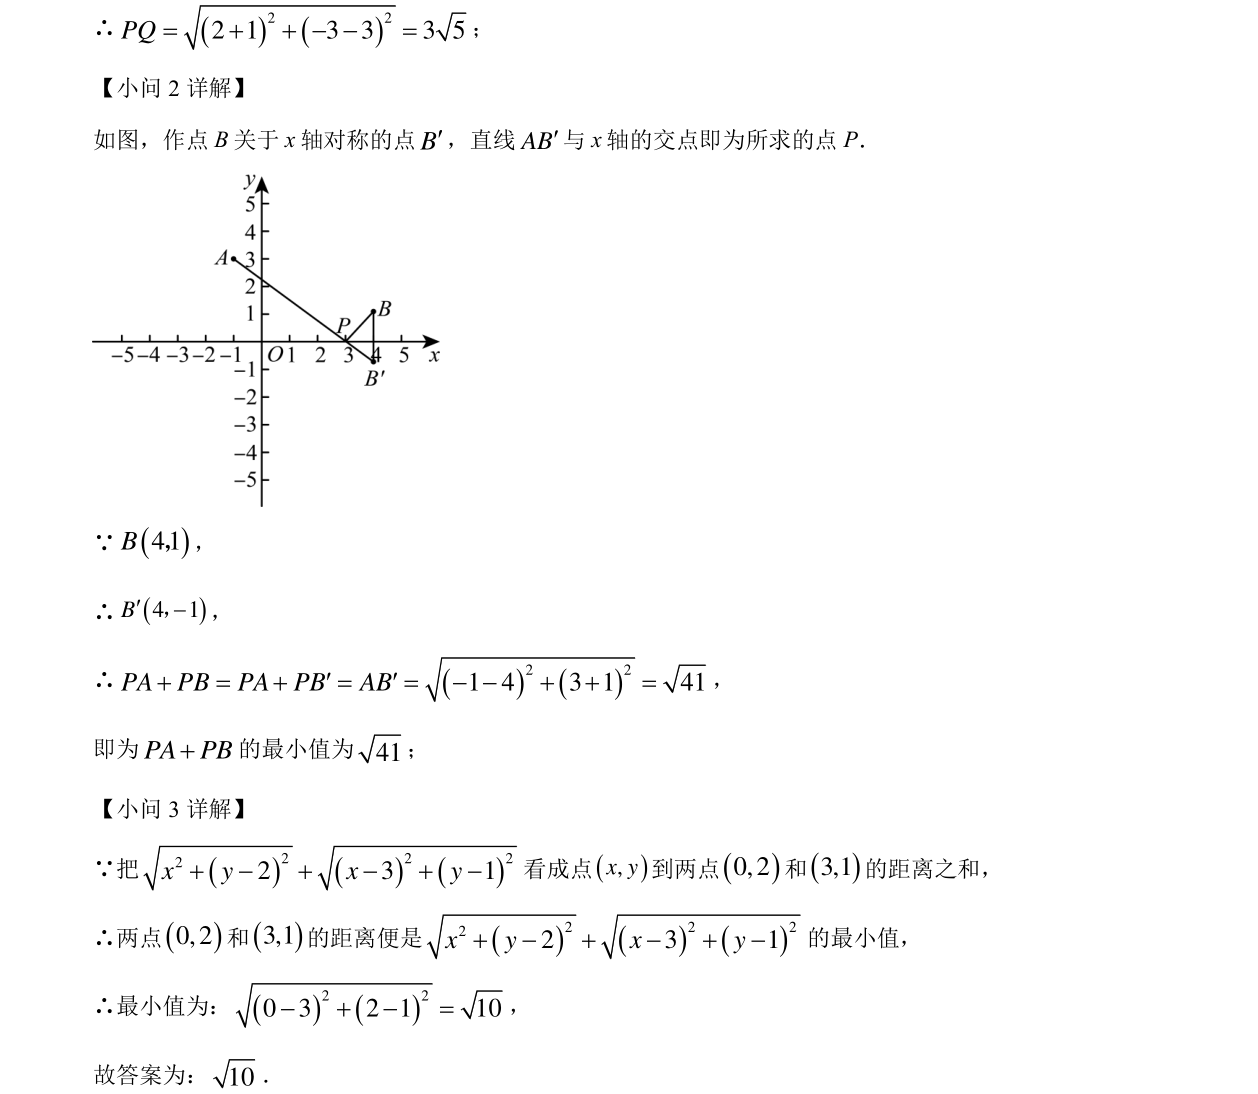 ∴ PQ = √((2+1)² + (−3−3)²) = 3√5；
【小问 2 详解】
如图，作点 B 关于 x 轴对称的点 B′，直线 AB′ 与 x 轴的交点即为所求的点 P．
y
5
4
A 3
2
1 B
P
−5 −4 −3 −2 −1 O 1 2 3 4 5 x
−1
B′
−2
−3
−4
−5
∵ B(4,1)，
∴ B′(4，−1)，
∴ PA + PB = PA + PB′ = AB′ = √((−1−4)² + (3+1)²) = √41，
即为 PA + PB 的最小值为 √41；
【小问 3 详解】
∵把 √(x² + (y−2)²) + √((x−3)² + (y−1)²) 看成点 (x, y) 到两点 (0, 2) 和 (3,1) 的距离之和，
∴两点 (0, 2) 和 (3,1) 的距离便是 √(x² + (y−2)²) + √((x−3)² + (y−1)²) 的最小值，
∴最小值为：√((0−3)² + (2−1)²) = √10，
故答案为：√10．